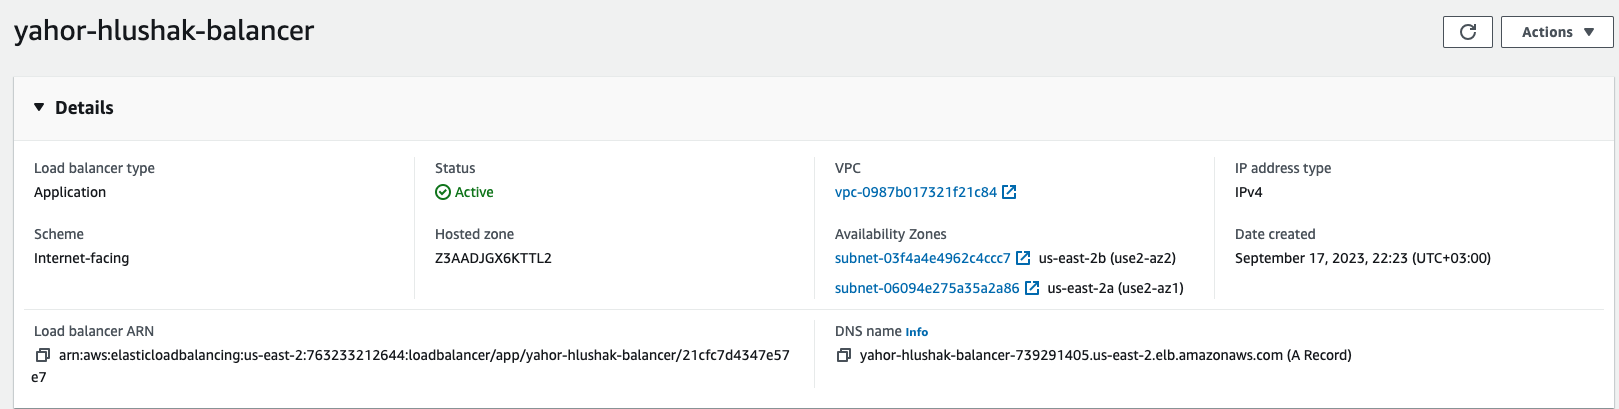 yahor-hlushak-balancer
Actions
Details
Load balancer type
Application
Status
Active
VPC
vpc-0987b017321f21c84
IP address type
IPv4
Scheme
Internet-facing
Hosted zone
Z3AADJGX6KTTL2
Availability Zones
subnet-03f4a4e4962c4ccc7 us-east-2b (use2-az2)
subnet-06094e275a35a2a86 us-east-2a (use2-az1)
Date created
September 17, 2023, 22:23 (UTC+03:00)
Load balancer ARN
arn:aws:elasticloadbalancing:us-east-2:763233212644:loadbalancer/app/yahor-hlushak-balancer/21cfc7d4347e57
e7
DNS name Info
yahor-hlushak-balancer-739291405.us-east-2.elb.amazonaws.com (A Record)